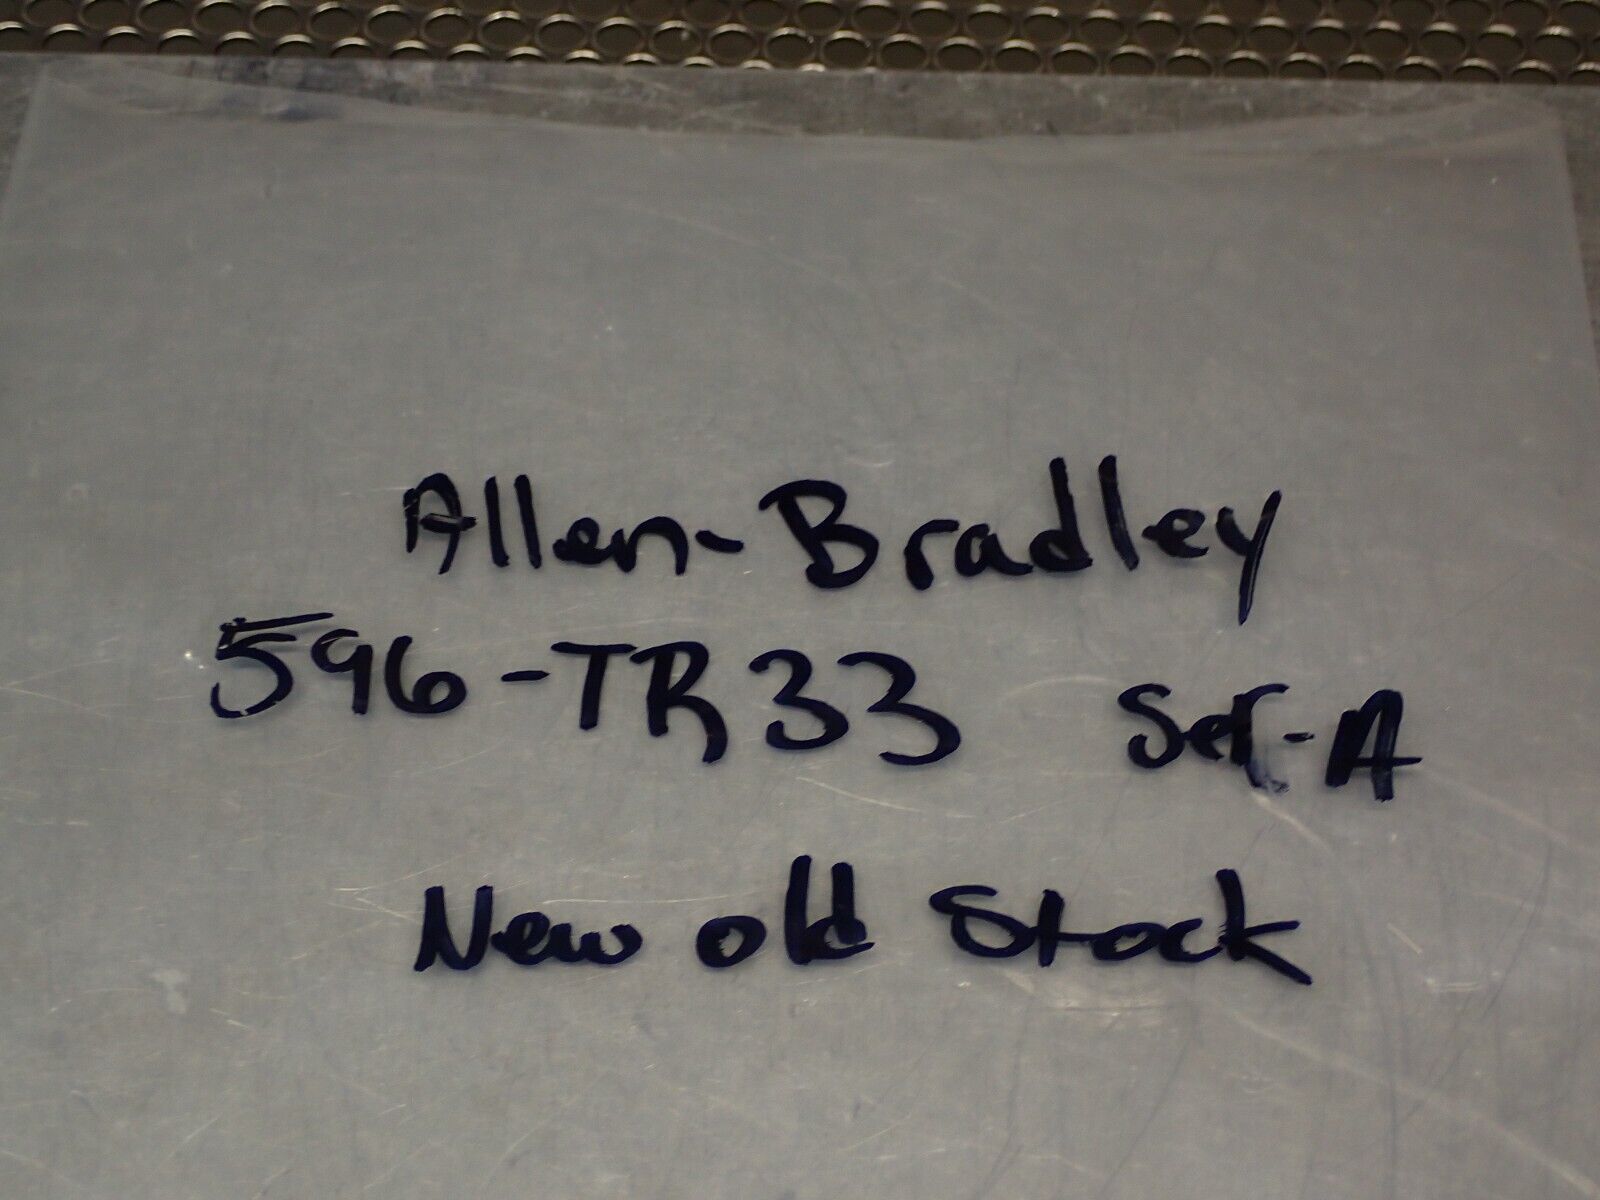 Allen-Bradley
596-TR33 Ser-A
New old Stock